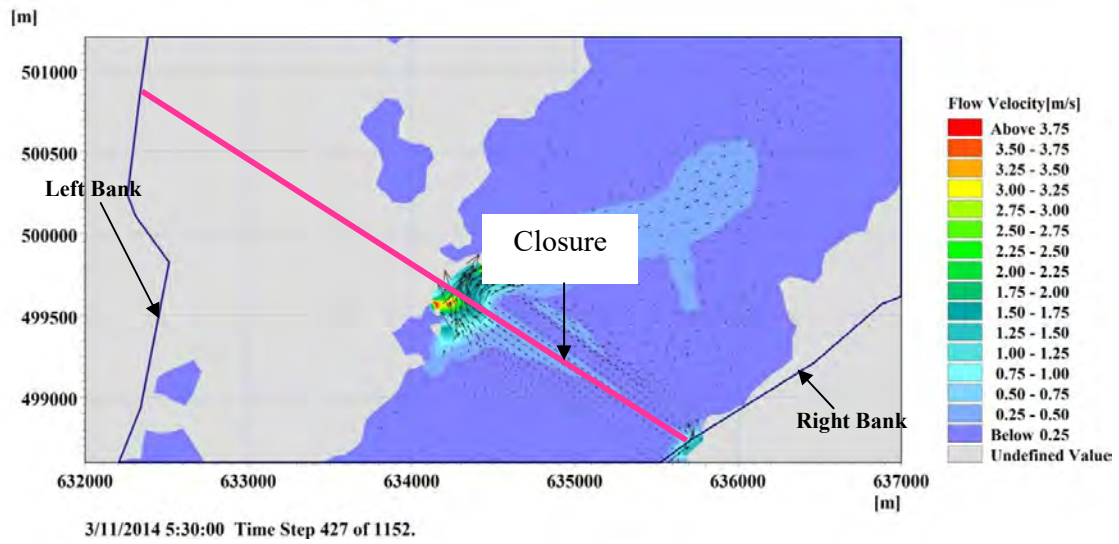 [m]
501000
500500
500000
499500
499000
632000 633000 634000 635000 636000 637000
[m]
Left Bank
Closure
Right Bank
Flow Velocity[m/s]
Above 3.75
3.50 - 3.75
3.25 - 3.50
3.00 - 3.25
2.75 - 3.00
2.50 - 2.75
2.25 - 2.50
2.00 - 2.25
1.75 - 2.00
1.50 - 1.75
1.25 - 1.50
1.00 - 1.25
0.75 - 1.00
0.50 - 0.75
0.25 - 0.50
Below 0.25
Undefined Values
3/11/2014 5:30:00 Time Step 427 of 1152.